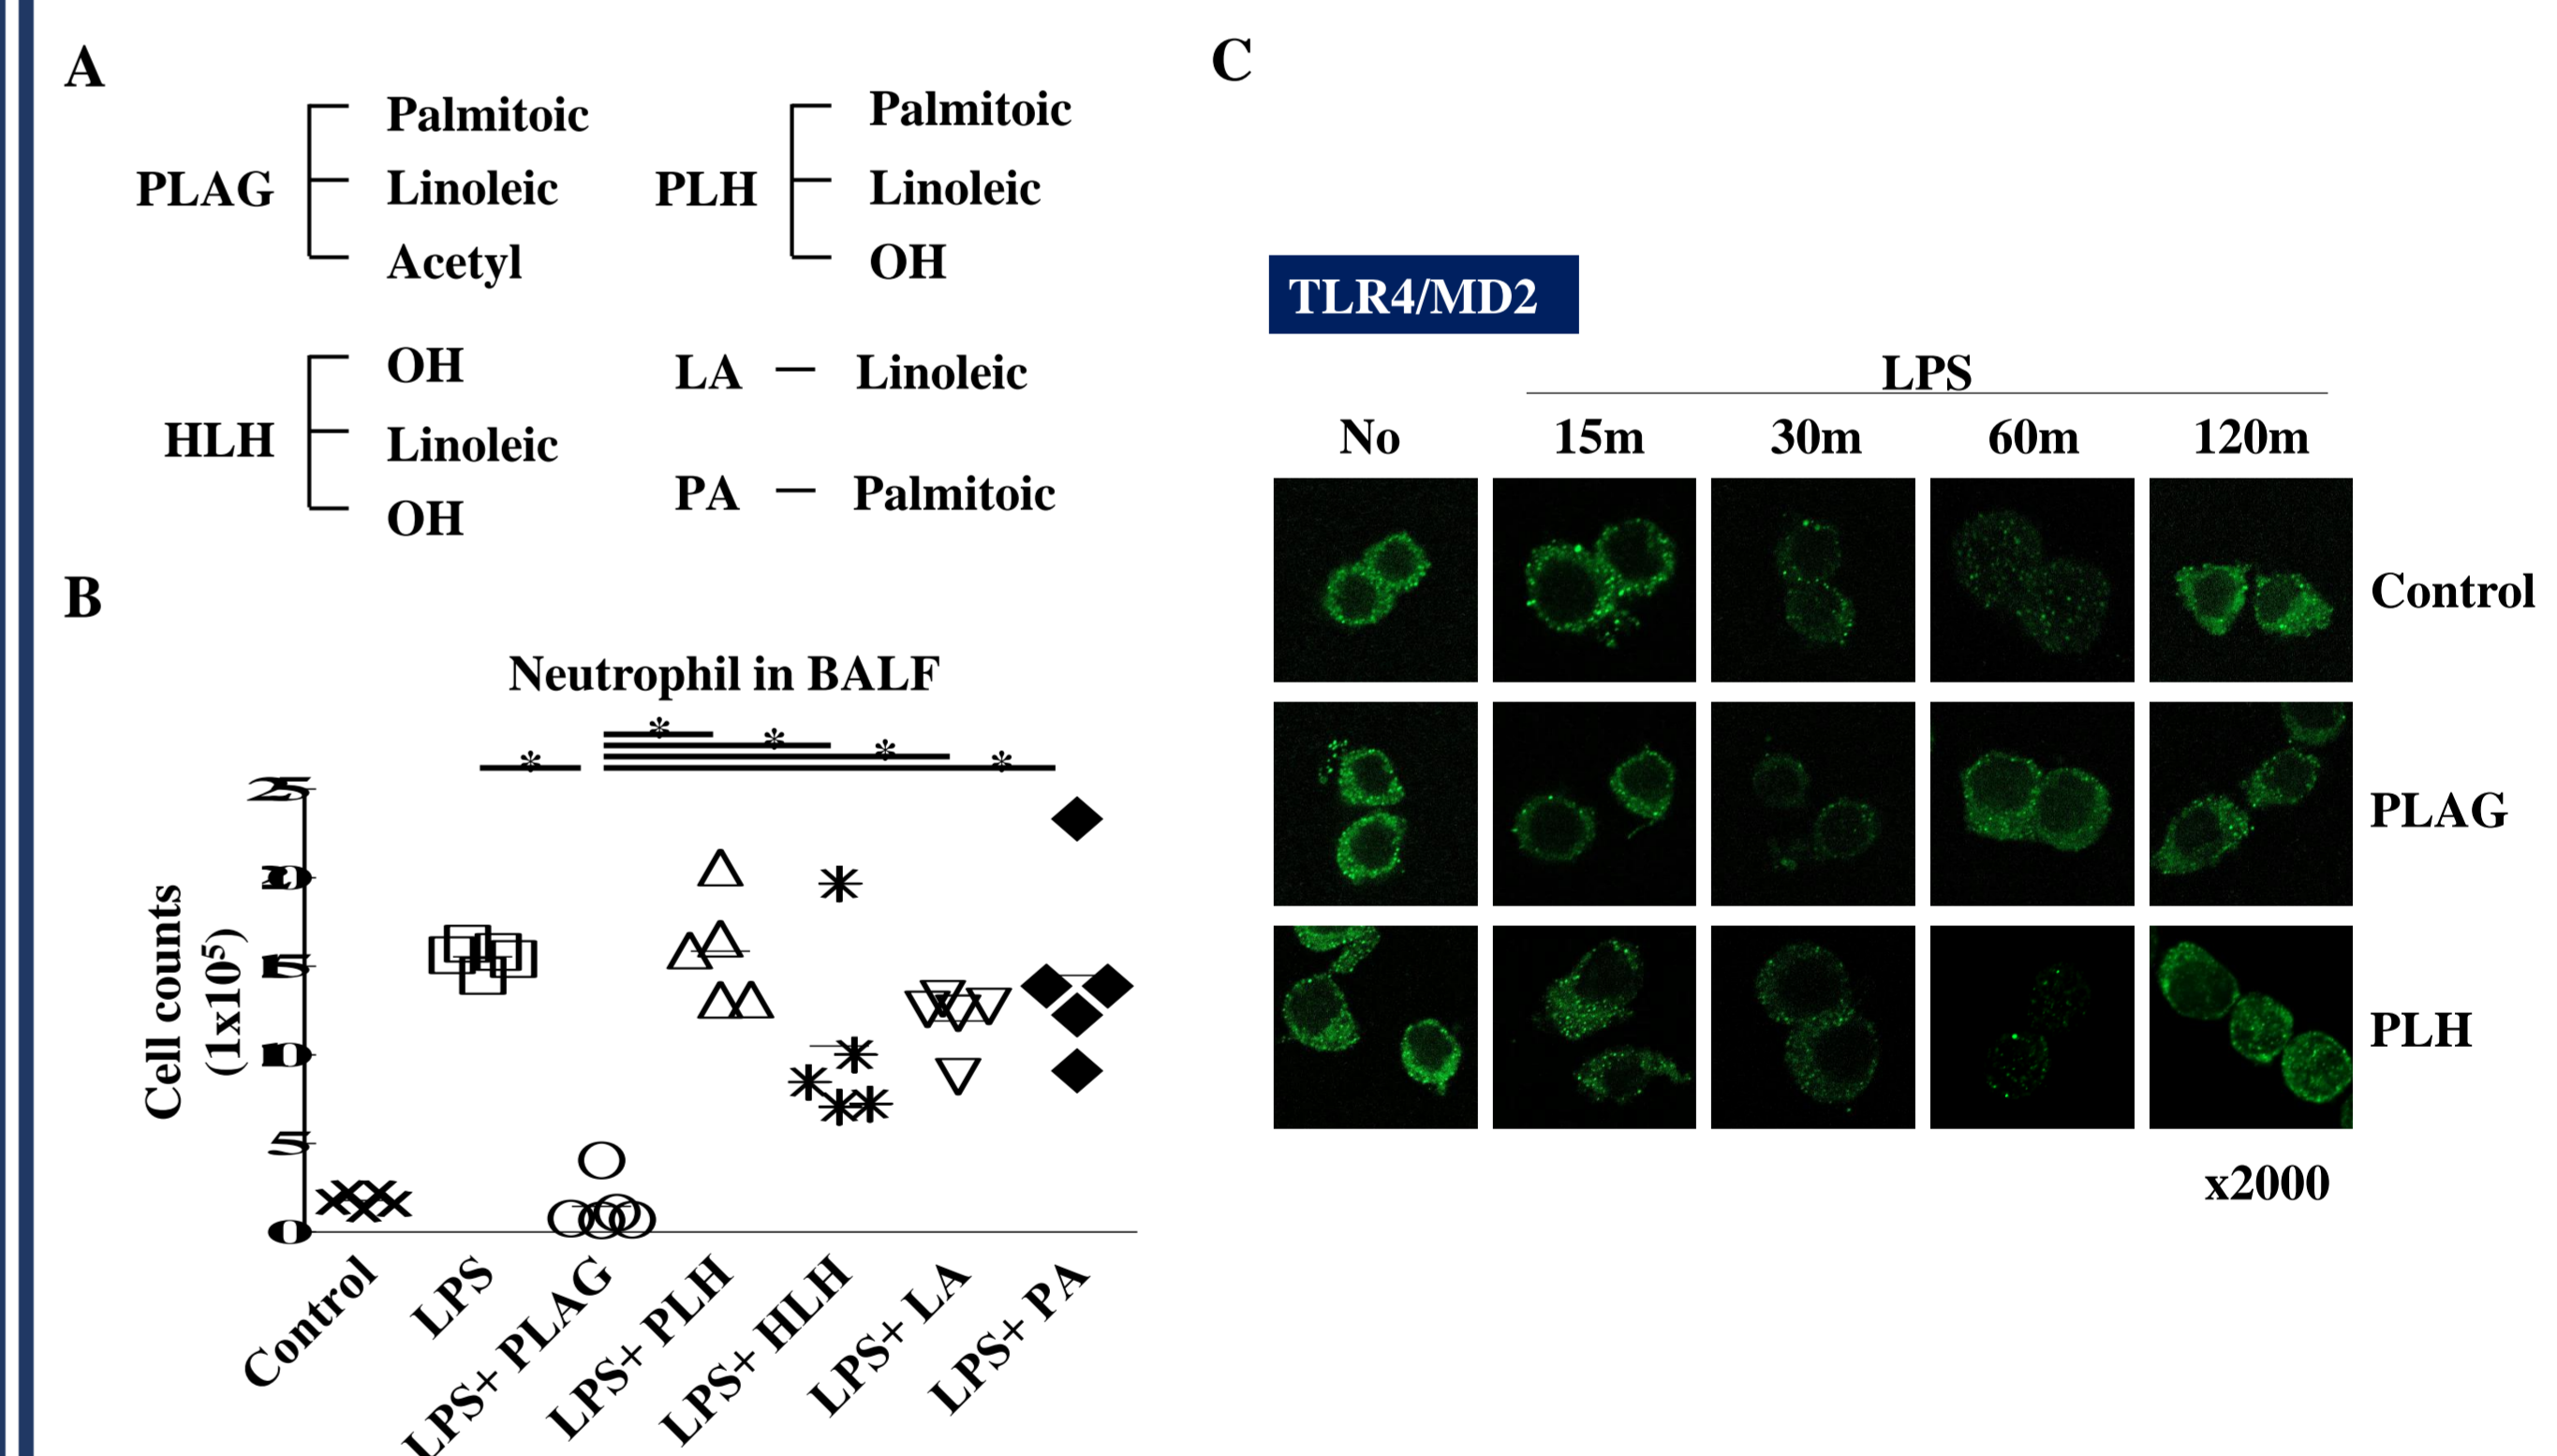 A
PLAG
Palmitoic
Linoleic
Acetyl
PLH
Palmitoic
Linoleic
OH
HLH
OH
Linoleic
OH
LA — Linoleic
PA — Palmitoic
B
Neutrophil in BALF
*
*
*
*
*
Cell counts
(1x10⁵)
25
20
15
10
5
0
Control
LPS
LPS+ PLAG
LPS+ PLH
LPS+ HLH
LPS+ LA
LPS+ PA
C
TLR4/MD2
LPS
No 15m 30m 60m 120m
Control
PLAG
PLH
x2000